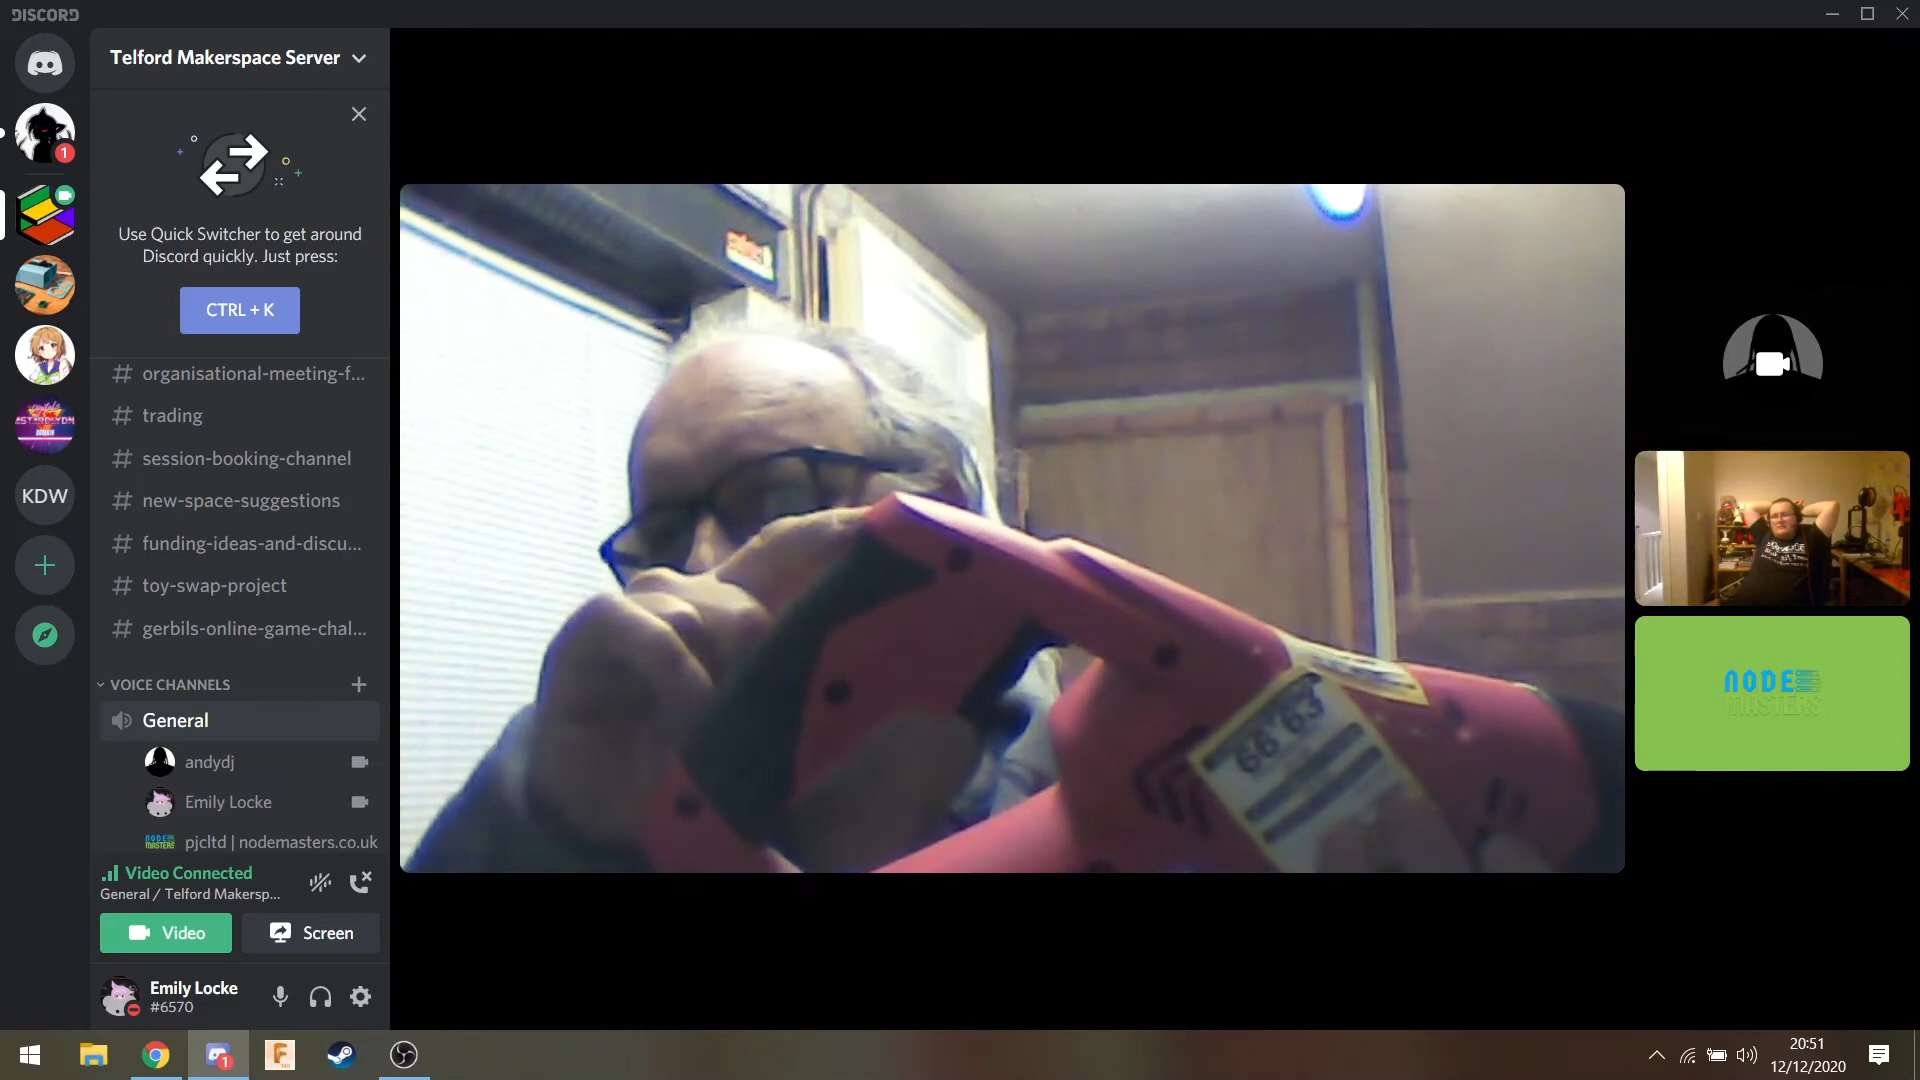 DISCORD
Telford Makerspace Server
Use Quick Switcher to get around
Discord quickly. Just press:
CTRL + K
# organisational-meeting-f...
# trading
# session-booking-channel
# new-space-suggestions
# funding-ideas-and-discu...
# toy-swap-project
# gerbils-online-game-chal...
VOICE CHANNELS
General
andydj
Emily Locke
pjcltd | nodemasters.co.uk
Video Connected
General / Telford Makersp...
Video
Screen
Emily Locke
#6570
KDW
1
NODE
MASTERS
20:51
12/12/2020